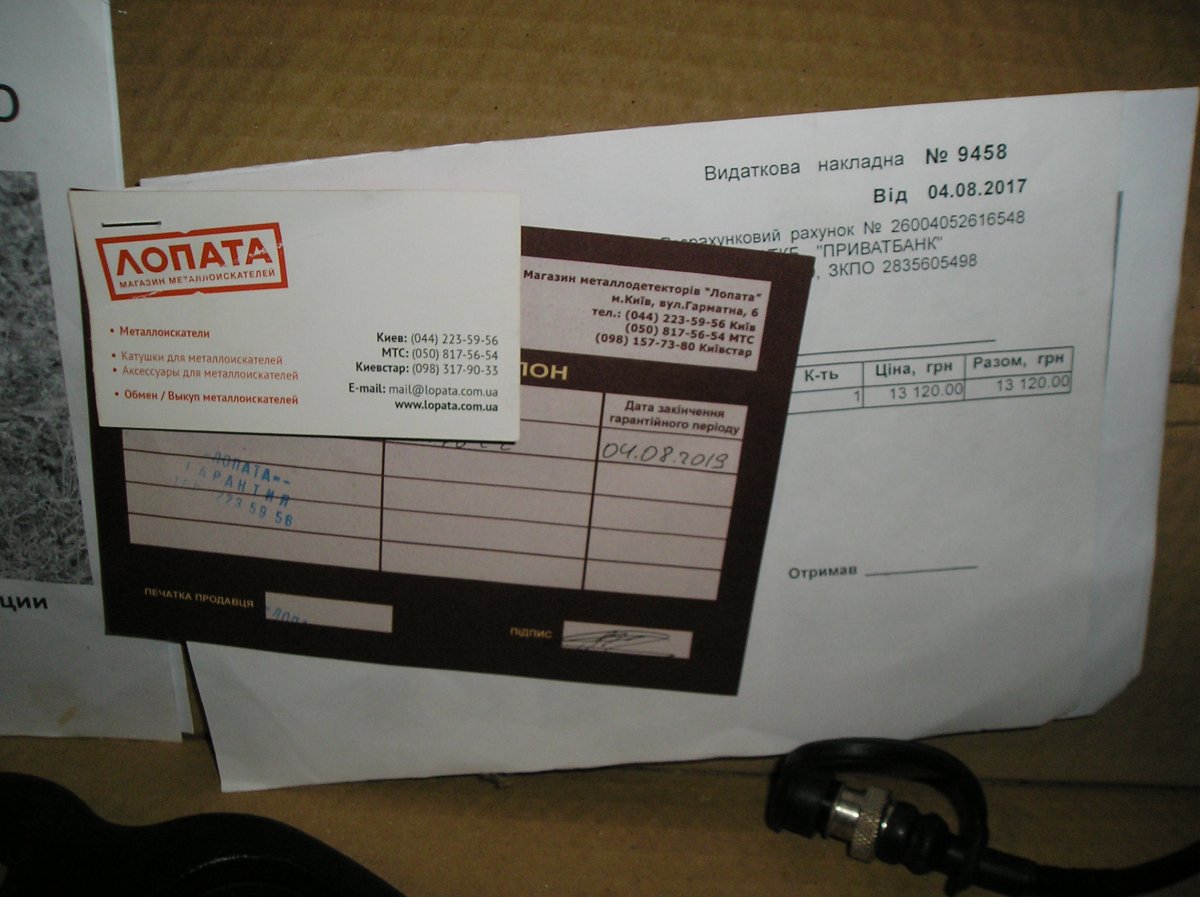 О
ции
ЛОПАТА
МАГАЗИН МЕТАЛЛОИСКАТЕЛЕЙ
• Металлоискатели
• Катушки для металлоискателей
• Аксессуары для металлоискателей
• Обмен / Выкуп металлоискателей
Киев: (044) 223-59-56
МТС: (050) 817-56-54
Киевстар: (098) 317-90-33
E-mail: mail@lopata.com.ua
www.lopata.com.ua
Магазин металлодетекторів "Лопата"
м.Київ, вул.Гарматна, 6
тел.: (044) 223-59-56 Київ
(050) 817-56-54 МТС
(098) 157-73-80 Київстар
ЛОН
Дата закінчення
гарантійного періоду
04.08.2019
ЛОПАТА
ГАРАНТИЯ
223 59 58
ПЕЧАТКА ПРОДАВЦЯ
ЛОПА
ПІДПИС
Видаткова накладна № 9458
Від 04.08.2017
рахунок № 26004052616548
"ПРИВАТБАНК"
ЗКПО 2835605498
К-ть Ціна, грн Разом, грн
1 13 120.00 13 120.00
Отримав